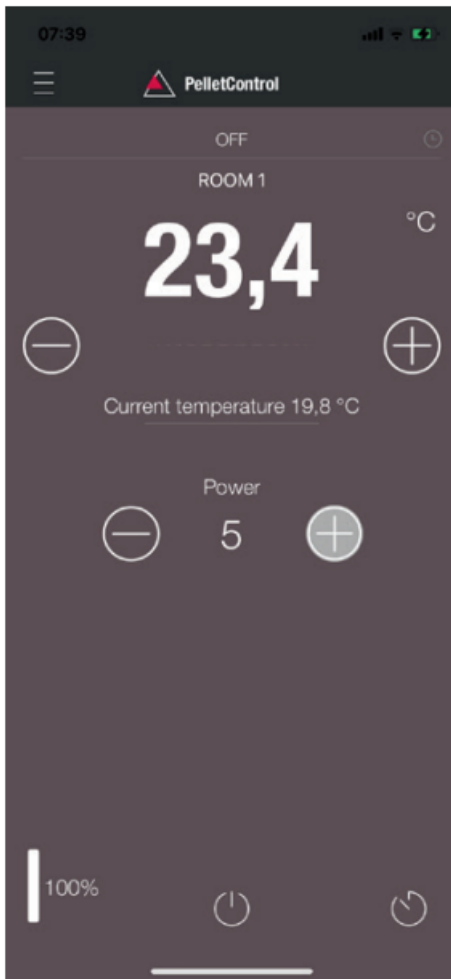 07:39
PelletControl
OFF
ROOM 1
°C
23,4
Current temperature 19,8 °C
Power
5
100%